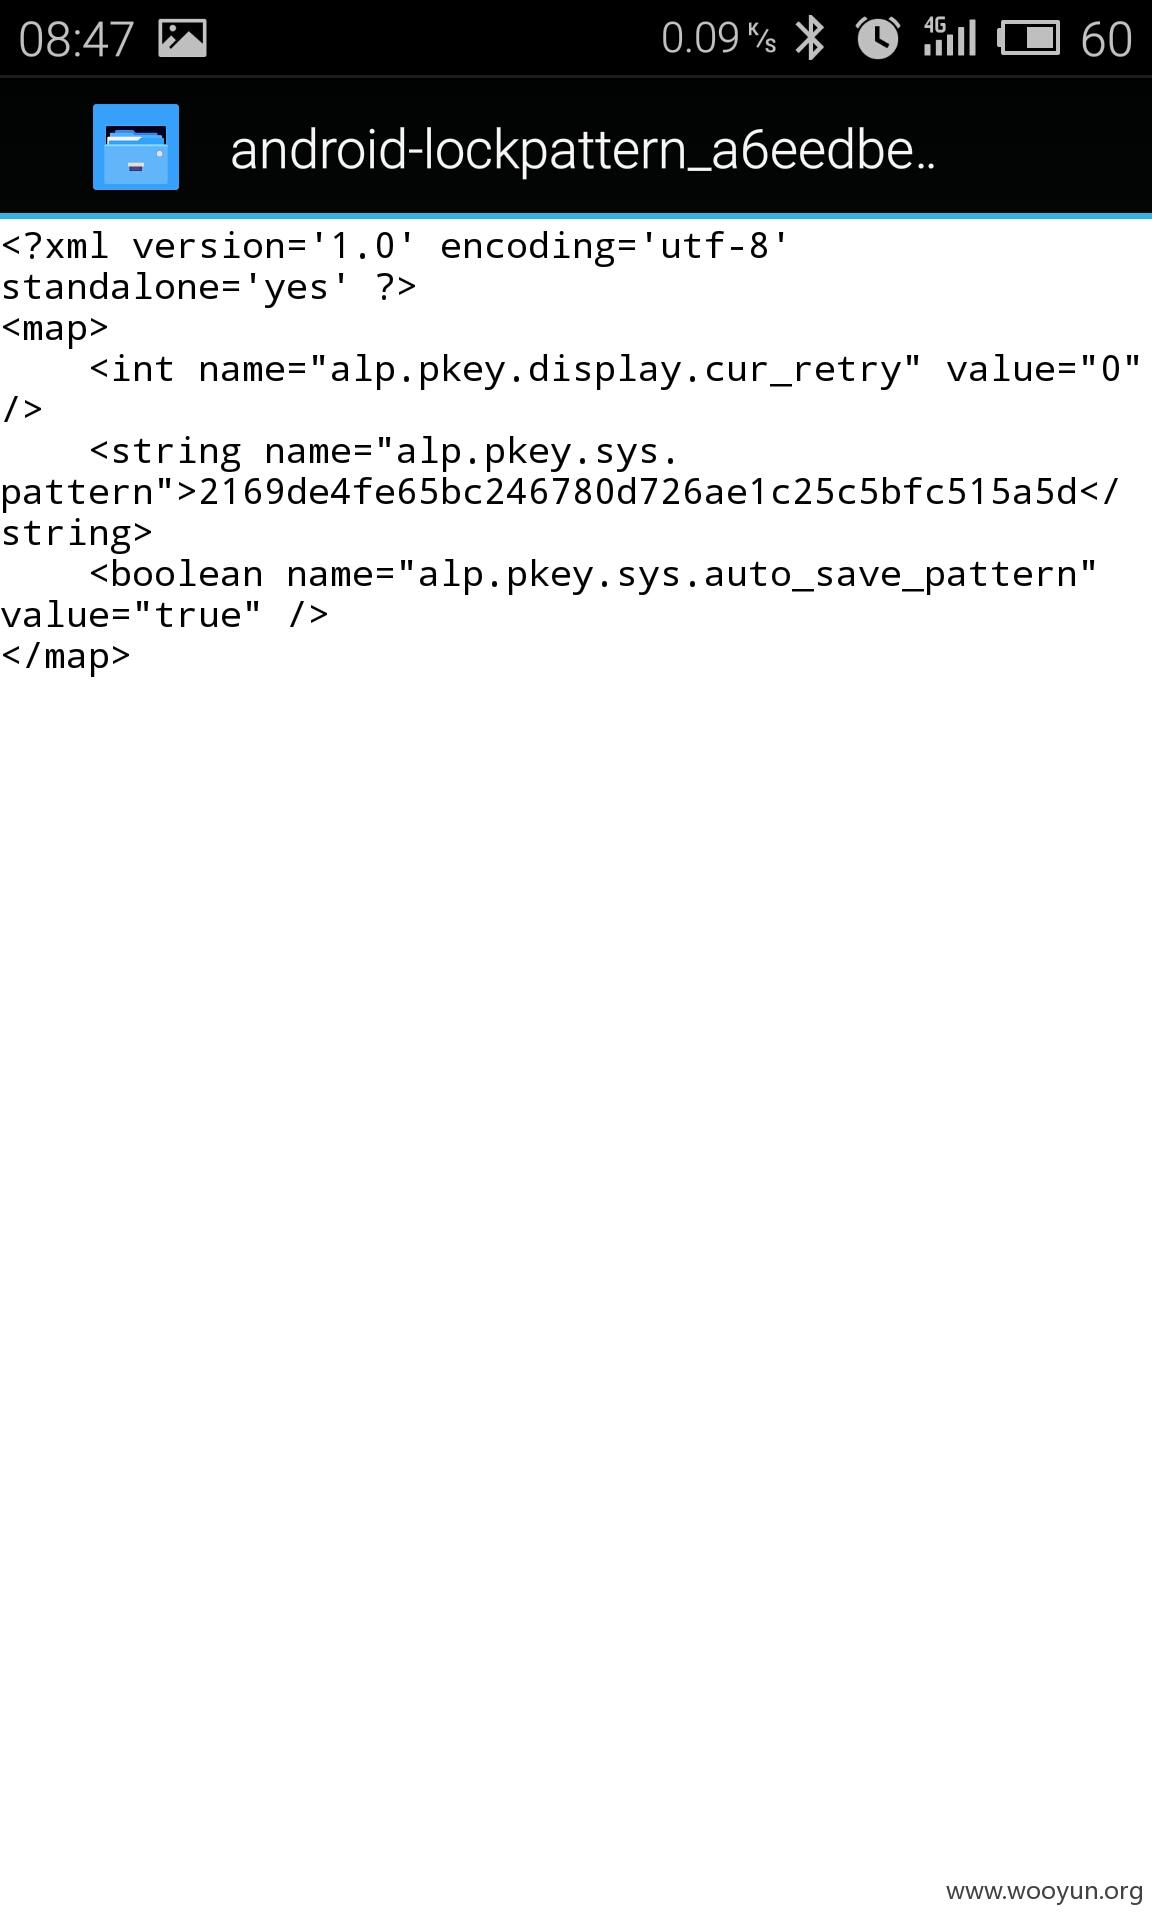 08:47 0.09 K/s 4G 60
android-lockpattern_a6eedbe..
<?xml version='1.0' encoding='utf-8'
standalone='yes' ?>
<map>
    <int name="alp.pkey.display.cur_retry" value="0"
/>
    <string name="alp.pkey.sys.
pattern">2169de4fe65bc246780d726ae1c25c5bfc515a5d</
string>
    <boolean name="alp.pkey.sys.auto_save_pattern"
value="true" />
</map>
www.wooyun.org